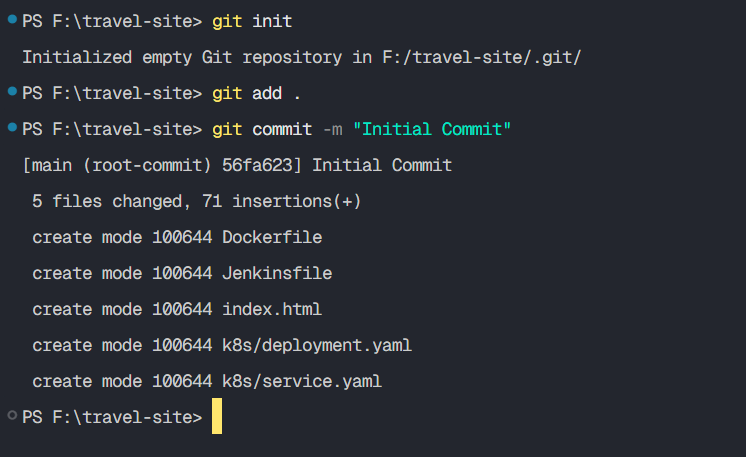 PS F:\travel-site> git init
Initialized empty Git repository in F:/travel-site/.git/
PS F:\travel-site> git add .
PS F:\travel-site> git commit -m "Initial Commit"
[main (root-commit) 56fa623] Initial Commit
 5 files changed, 71 insertions(+)
 create mode 100644 Dockerfile
 create mode 100644 Jenkinsfile
 create mode 100644 index.html
 create mode 100644 k8s/deployment.yaml
 create mode 100644 k8s/service.yaml
PS F:\travel-site>